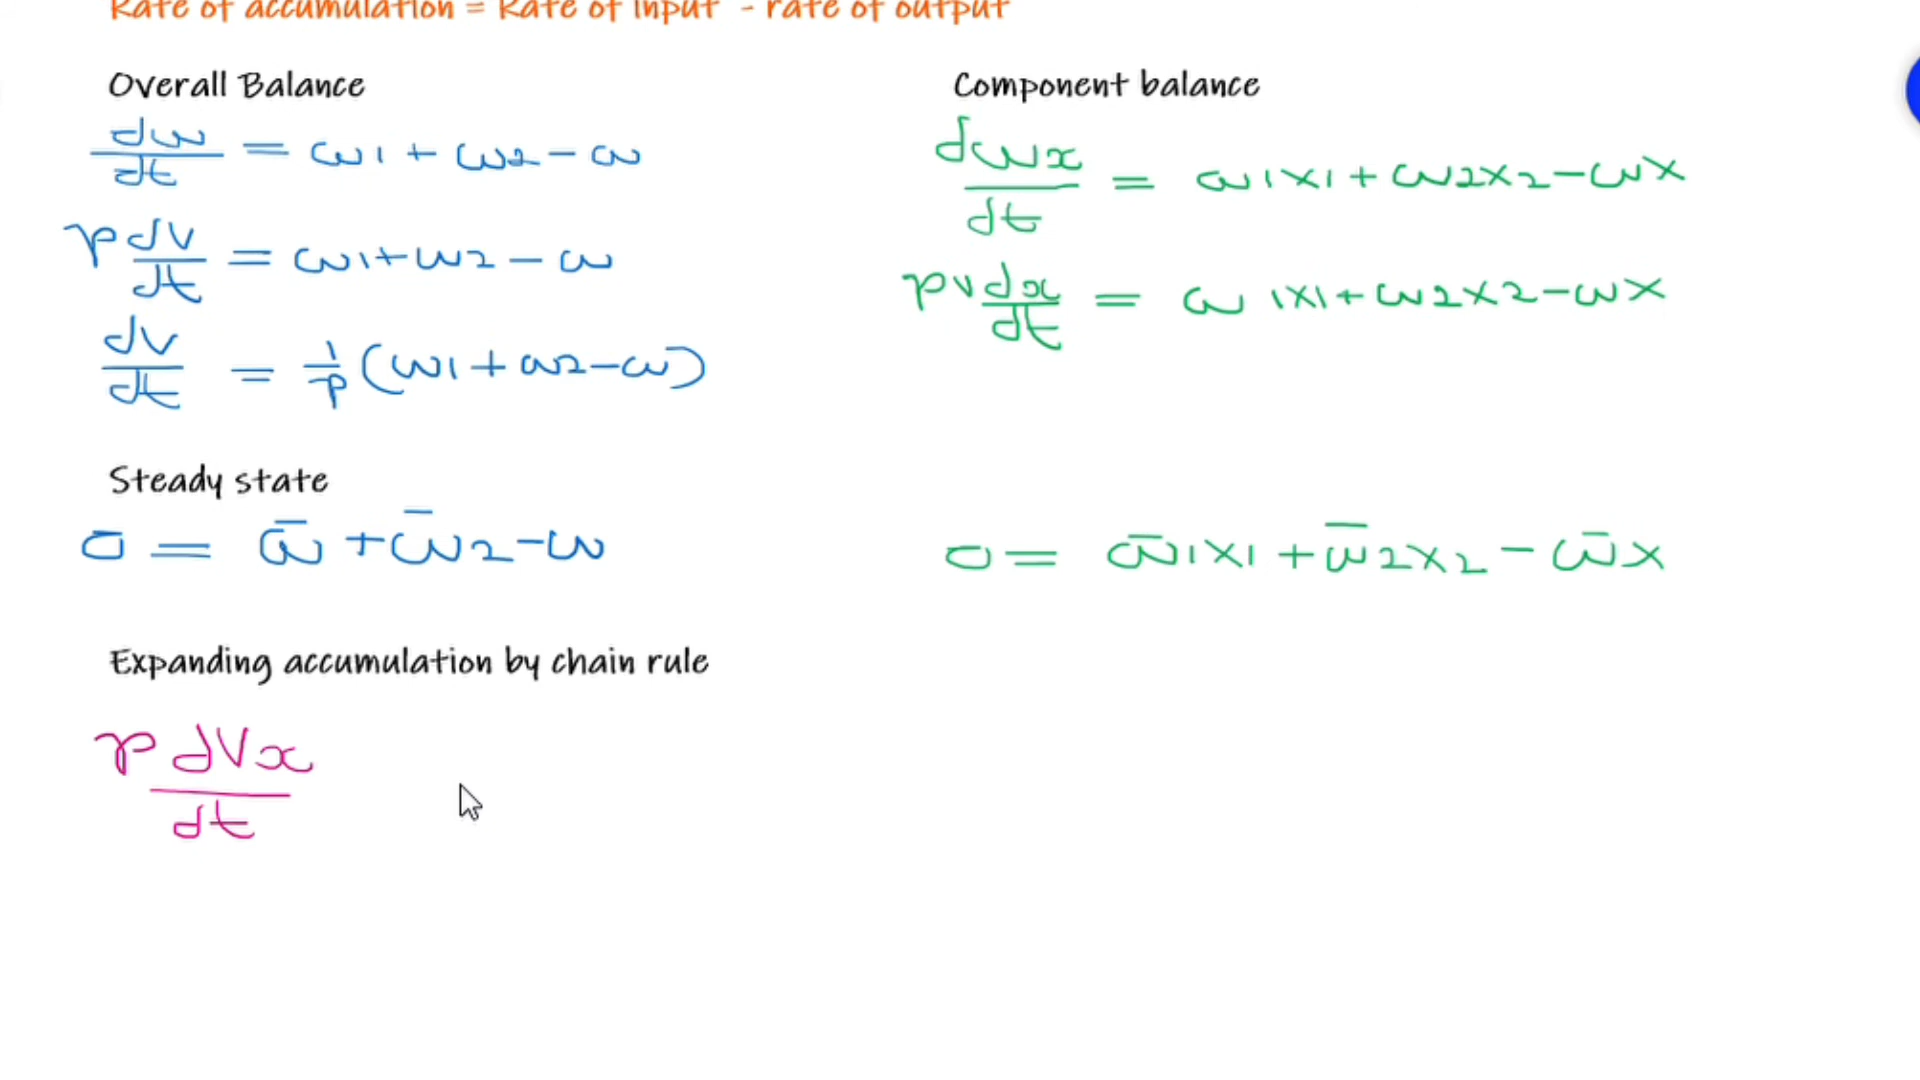 Rate of accumulation = Rate of input - rate of output
Overall Balance
dw/dt = w1 + w2 - w
ρ dV/dt = w1 + w2 - w
dV/dt = 1/ρ (w1 + w2 - w)
Component balance
dwx/dt = w1x1 + w2x2 - wx
ρv dx/dt = w1x1 + w2x2 - wx
Steady state
0 = w̄ + w̄2 - w
0 = w̄1x1 + w̄2x2 - w̄x
Expanding accumulation by chain rule
ρ dVx/dt